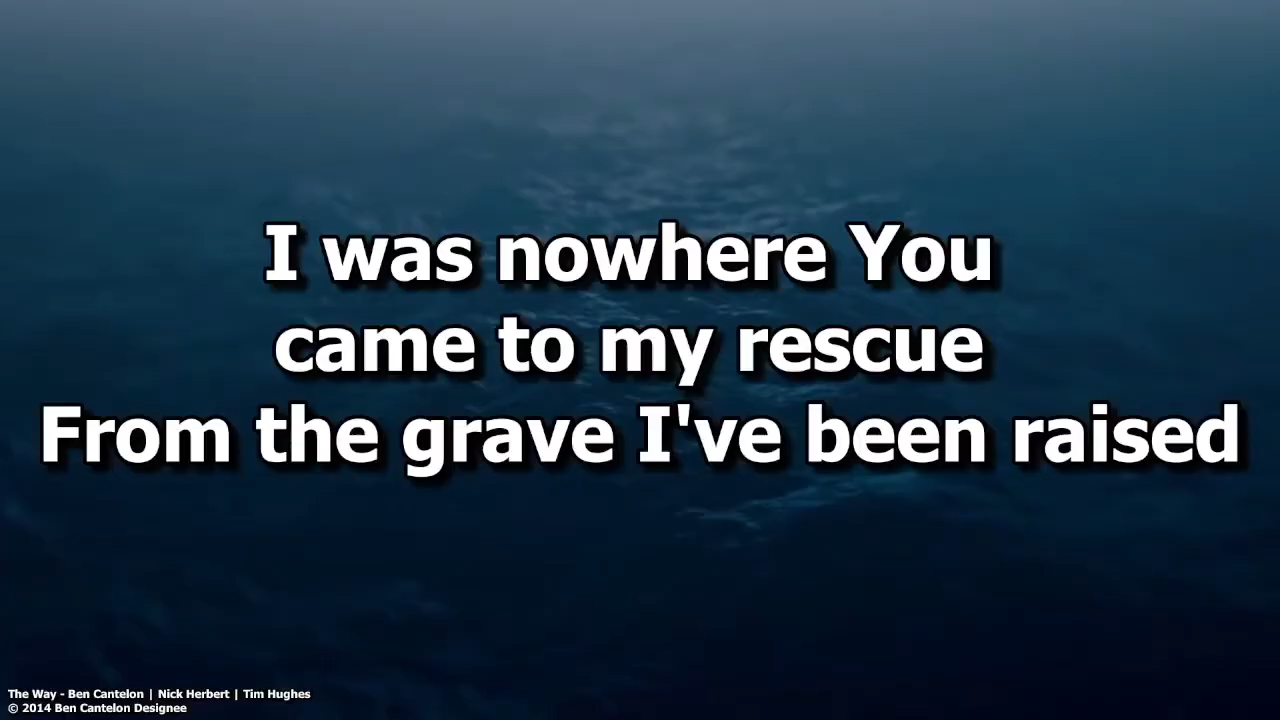 I was nowhere You
came to my rescue
From the grave I've been raised
The Way - Ben Cantelon | Nick Herbert | Tim Hughes
© 2014 Ben Cantelon Designee